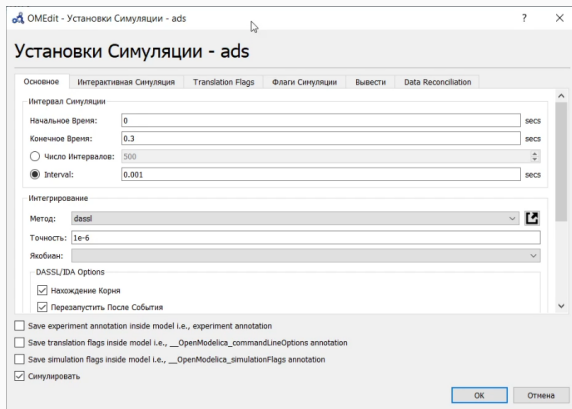 OMEdit - Установки Симуляции - ads
Установки Симуляции - ads
Основное Интерактивная Симуляция Translation Flags Флаги Симуляции Вывести Data Reconciliation
Интервал Симуляции
Начальное Время: 0 secs
Конечное Время: 0.3 secs
Число Интервалов: 500
Interval: 0.001 secs
Интегрирование
Метод: dassl
Точность: 1e-6
Якобиан:
DASSL/IDA Options
Нахождение Корня
Перезапустить После События
Save experiment annotation inside model i.e., experiment annotation
Save translation flags inside model i.e., __OpenModelica_commandLineOptions annotation
Save simulation flags inside model i.e., __OpenModelica_simulationFlags annotation
Симулировать
OK Отмена